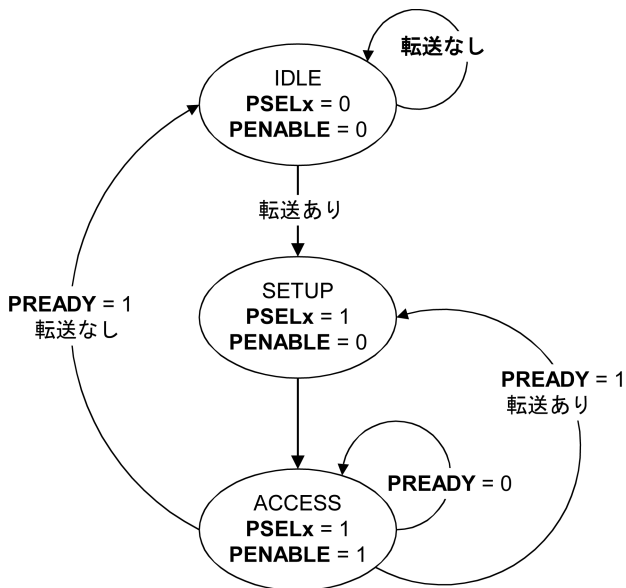 転送なし
IDLE
PSELx = 0
PENABLE = 0
転送あり
SETUP
PSELx = 1
PENABLE = 0
PREADY = 1
転送なし
PREADY = 1
転送あり
PREADY = 0
ACCESS
PSELx = 1
PENABLE = 1